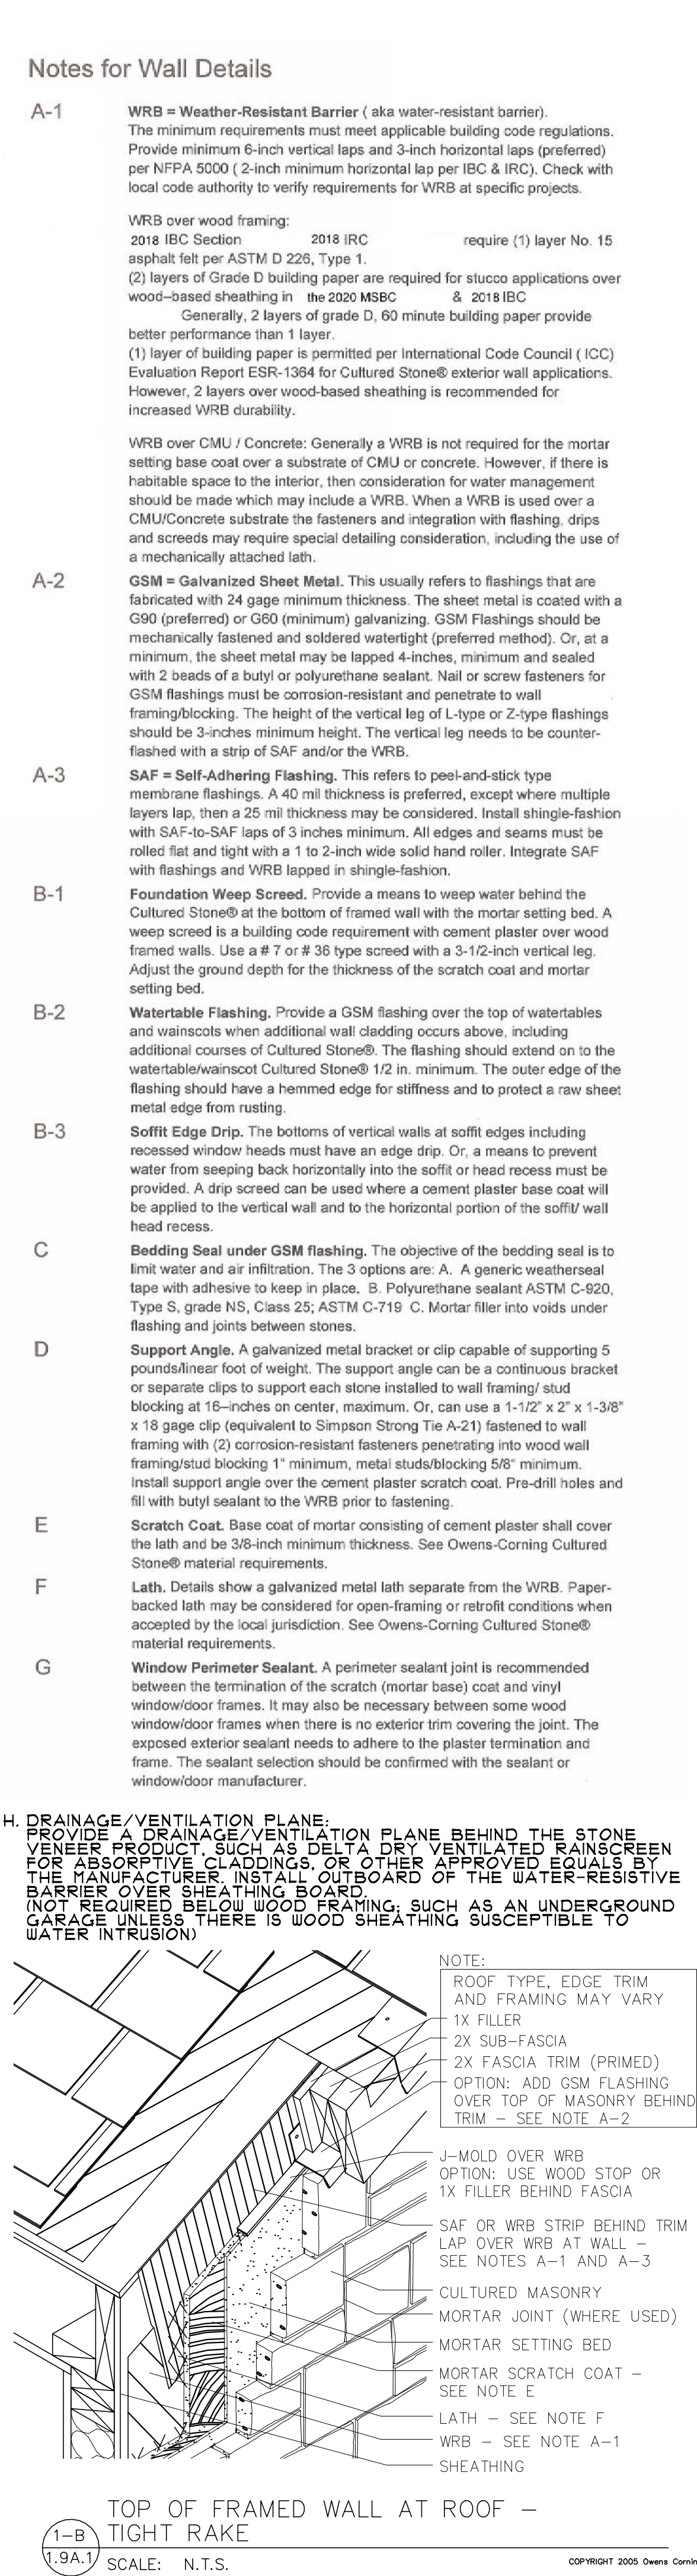 Notes for Wall Details
A-1
WRB = Weather-Resistant Barrier ( aka water-resistant barrier).
The minimum requirements must meet applicable building code regulations.
Provide minimum 6-inch vertical laps and 3-inch horizontal laps (preferred)
per NFPA 5000 ( 2-inch minimum horizontal lap per IBC & IRC). Check with
local code authority to verify requirements for WRB at specific projects.
WRB over wood framing:
2018 IBC Section 2018 IRC require (1) layer No. 15
asphalt felt per ASTM D 226, Type 1.
(2) layers of Grade D building paper are required for stucco applications over
wood–based sheathing in the 2020 MSBC & 2018 IBC
Generally, 2 layers of grade D, 60 minute building paper provide
better performance than 1 layer.
(1) layer of building paper is permitted per International Code Council ( ICC)
Evaluation Report ESR-1364 for Cultured Stone® exterior wall applications.
However, 2 layers over wood-based sheathing is recommended for
increased WRB durability.
WRB over CMU / Concrete: Generally a WRB is not required for the mortar
setting base coat over a substrate of CMU or concrete. However, if there is
habitable space to the interior, then consideration for water management
should be made which may include a WRB. When a WRB is used over a
CMU/Concrete substrate the fasteners and integration with flashing, drips
and screeds may require special detailing consideration, including the use of
a mechanically attached lath.
A-2
GSM = Galvanized Sheet Metal. This usually refers to flashings that are
fabricated with 24 gage minimum thickness. The sheet metal is coated with a
G90 (preferred) or G60 (minimum) galvanizing. GSM Flashings should be
mechanically fastened and soldered watertight (preferred method). Or, at a
minimum, the sheet metal may be lapped 4-inches, minimum and sealed
with 2 beads of a butyl or polyurethane sealant. Nail or screw fasteners for
GSM flashings must be corrosion-resistant and penetrate to wall
framing/blocking. The height of the vertical leg of L-type or Z-type flashings
should be 3-inches minimum height. The vertical leg needs to be counter-
flashed with a strip of SAF and/or the WRB.
A-3
SAF = Self-Adhering Flashing. This refers to peel-and-stick type
membrane flashings. A 40 mil thickness is preferred, except where multiple
layers lap, then a 25 mil thickness may be considered. Install shingle-fashion
with SAF-to-SAF laps of 3 inches minimum. All edges and seams must be
rolled flat and tight with a 1 to 2-inch wide solid hand roller. Integrate SAF
with flashings and WRB lapped in shingle-fashion.
B-1
Foundation Weep Screed. Provide a means to weep water behind the
Cultured Stone® at the bottom of framed wall with the mortar setting bed. A
weep screed is a building code requirement with cement plaster over wood
framed walls. Use a # 7 or # 36 type screed with a 3-1/2-inch vertical leg.
Adjust the ground depth for the thickness of the scratch coat and mortar
setting bed.
B-2
Watertable Flashing. Provide a GSM flashing over the top of watertables
and wainscots when additional wall cladding occurs above, including
additional courses of Cultured Stone®. The flashing should extend on to the
watertable/wainscot Cultured Stone® 1/2 in. minimum. The outer edge of the
flashing should have a hemmed edge for stiffness and to protect a raw sheet
metal edge from rusting.
B-3
Soffit Edge Drip. The bottoms of vertical walls at soffit edges including
recessed window heads must have an edge drip. Or, a means to prevent
water from seeping back horizontally into the soffit or head recess must be
provided. A drip screed can be used where a cement plaster base coat will
be applied to the vertical wall and to the horizontal portion of the soffit/ wall
head recess.
C
Bedding Seal under GSM flashing. The objective of the bedding seal is to
limit water and air infiltration. The 3 options are: A. A generic weatherseal
tape with adhesive to keep in place. B. Polyurethane sealant ASTM C-920,
Type S, grade NS, Class 25; ASTM C-719 C. Mortar filler into voids under
flashing and joints between stones.
D
Support Angle. A galvanized metal bracket or clip capable of supporting 5
pounds/linear foot of weight. The support angle can be a continuous bracket
or separate clips to support each stone installed to wall framing/ stud
blocking at 16–inches on center, maximum. Or, can use a 1-1/2" x 2" x 1-3/8"
x 18 gage clip (equivalent to Simpson Strong Tie A-21) fastened to wall
framing with (2) corrosion-resistant fasteners penetrating into wood wall
framing/stud blocking 1" minimum, metal studs/blocking 5/8" minimum.
Install support angle over the cement plaster scratch coat. Pre-drill holes and
fill with butyl sealant to the WRB prior to fastening.
E
Scratch Coat. Base coat of mortar consisting of cement plaster shall cover
the lath and be 3/8-inch minimum thickness. See Owens-Corning Cultured
Stone® material requirements.
F
Lath. Details show a galvanized metal lath separate from the WRB. Paper-
backed lath may be considered for open-framing or retrofit conditions when
accepted by the local jurisdiction. See Owens-Corning Cultured Stone®
material requirements.
G
Window Perimeter Sealant. A perimeter sealant joint is recommended
between the termination of the scratch (mortar base) coat and vinyl
window/door frames. It may also be necessary between some wood
window/door frames when there is no exterior trim covering the joint. The
exposed exterior sealant needs to adhere to the plaster termination and
frame. The sealant selection should be confirmed with the sealant or
window/door manufacturer.
H. DRAINAGE/VENTILATION PLANE:
PROVIDE A DRAINAGE/VENTILATION PLANE BEHIND THE STONE
VENEER PRODUCT, SUCH AS DELTA DRY VENTILATED RAINSCREEN
FOR ABSORPTIVE CLADDINGS, OR OTHER APPROVED EQUALS BY
THE MANUFACTURER. INSTALL OUTBOARD OF THE WATER-RESISTIVE
BARRIER OVER SHEATHING BOARD.
(NOT REQUIRED BELOW WOOD FRAMING; SUCH AS AN UNDERGROUND
GARAGE UNLESS THERE IS WOOD SHEATHING SUSCEPTIBLE TO
WATER INTRUSION)
NOTE:
ROOF TYPE, EDGE TRIM
AND FRAMING MAY VARY
1X FILLER
2X SUB-FASCIA
2X FASCIA TRIM (PRIMED)
OPTION: ADD GSM FLASHING
OVER TOP OF MASONRY BEHIND
TRIM – SEE NOTE A-2
J-MOLD OVER WRB
OPTION: USE WOOD STOP OR
1X FILLER BEHIND FASCIA
SAF OR WRB STRIP BEHIND TRIM
LAP OVER WRB AT WALL –
SEE NOTES A-1 AND A-3
CULTURED MASONRY
MORTAR JOINT (WHERE USED)
MORTAR SETTING BED
MORTAR SCRATCH COAT –
SEE NOTE E
LATH – SEE NOTE F
WRB – SEE NOTE A-1
SHEATHING
TOP OF FRAMED WALL AT ROOF –
TIGHT RAKE
1-B
1.9A.1
SCALE: N.T.S.
COPYRIGHT 2005 Owens Cornin